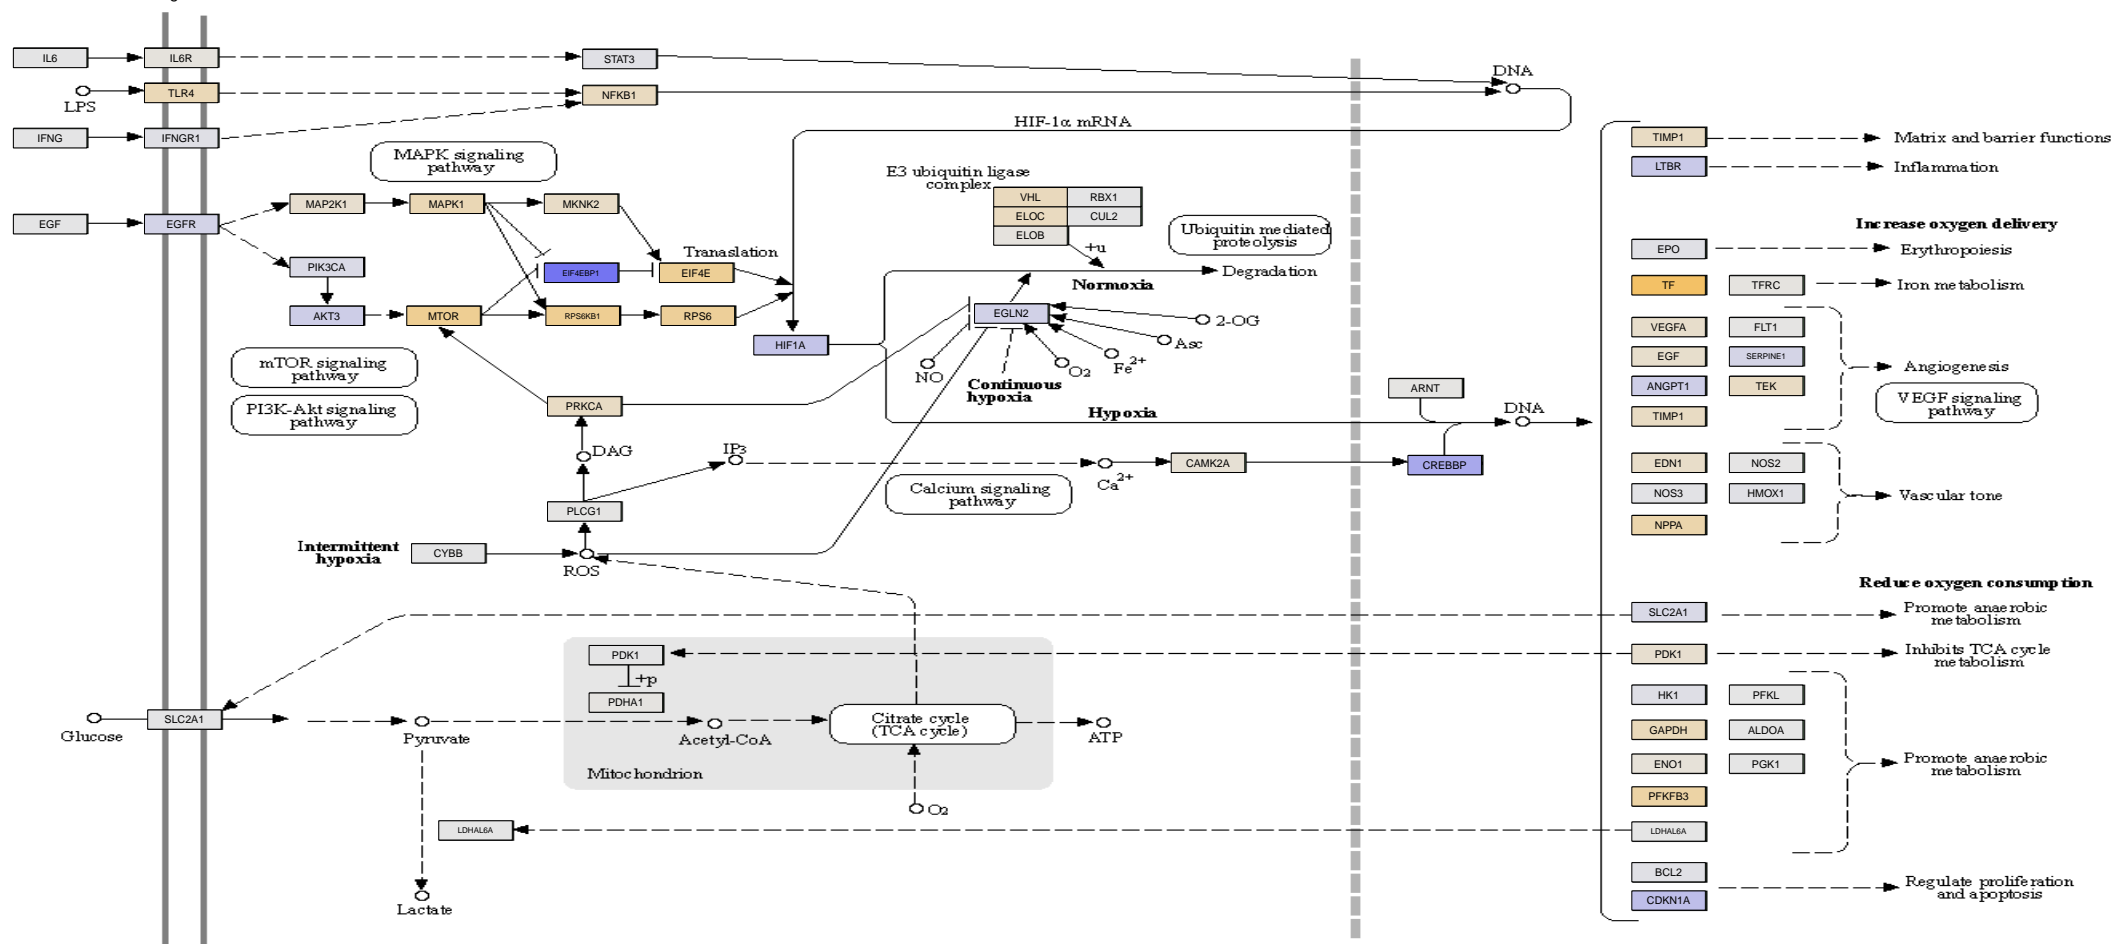 IL6
IL6R
STAT3
DNA
LPS
TLR4
NFKB1
IFNG
IFNGR1
HIF-1α mRNA
MAPK signaling
pathway
E3 ubiquitin ligase
complex
VHL
RBX1
ELOC
CUL2
ELOB
+u
Ubiquitin mediated
proteolysis
EGF
EGFR
MAP2K1
MAPK1
MKNK2
Tranaslation
PIK3CA
EIF4EBP1
EIF4E
Degradation
Normoxia
AKT3
MTOR
RPS6KB1
RPS6
EGLN2
HIF1A
2-OG
Asc
Fe2+
O2
NO
mTOR signaling
pathway
Continuous
hypoxia
PI3K-Akt signaling
pathway
PRKCA
Hypoxia
ARNT
DNA
DAG
IP3
Ca2+
CAMK2A
CREBBP
Calcium signaling
pathway
PLCG1
Intermittent
hypoxia
CYBB
ROS
PDK1
+p
PDHA1
Glucose
SLC2A1
Pyruvate
Acetyl-CoA
Citrate cycle
(TCA cycle)
ATP
Mitochondrion
O2
LDHAL6A
Lactate
TIMP1
Matrix and barrier functions
LTBR
Inflammation
Increase oxygen delivery
EPO
Erythropoiesis
TF
TFRC
Iron metabolism
VEGFA
FLT1
EGF
SERPINE1
Angiogenesis
ANGPT1
TEK
VEGF signaling
pathway
TIMP1
EDN1
NOS2
NOS3
HMOX1
Vascular tone
NPPA
Reduce oxygen consumption
SLC2A1
Promote anaerobic
metabolism
PDK1
Inhibits TCA cycle
metabolism
HK1
PFKL
GAPDH
ALDOA
ENO1
PGK1
Promote anaerobic
metabolism
PFKFB3
LDHAL6A
BCL2
CDKN1A
Regulate proliferation
and apoptosis